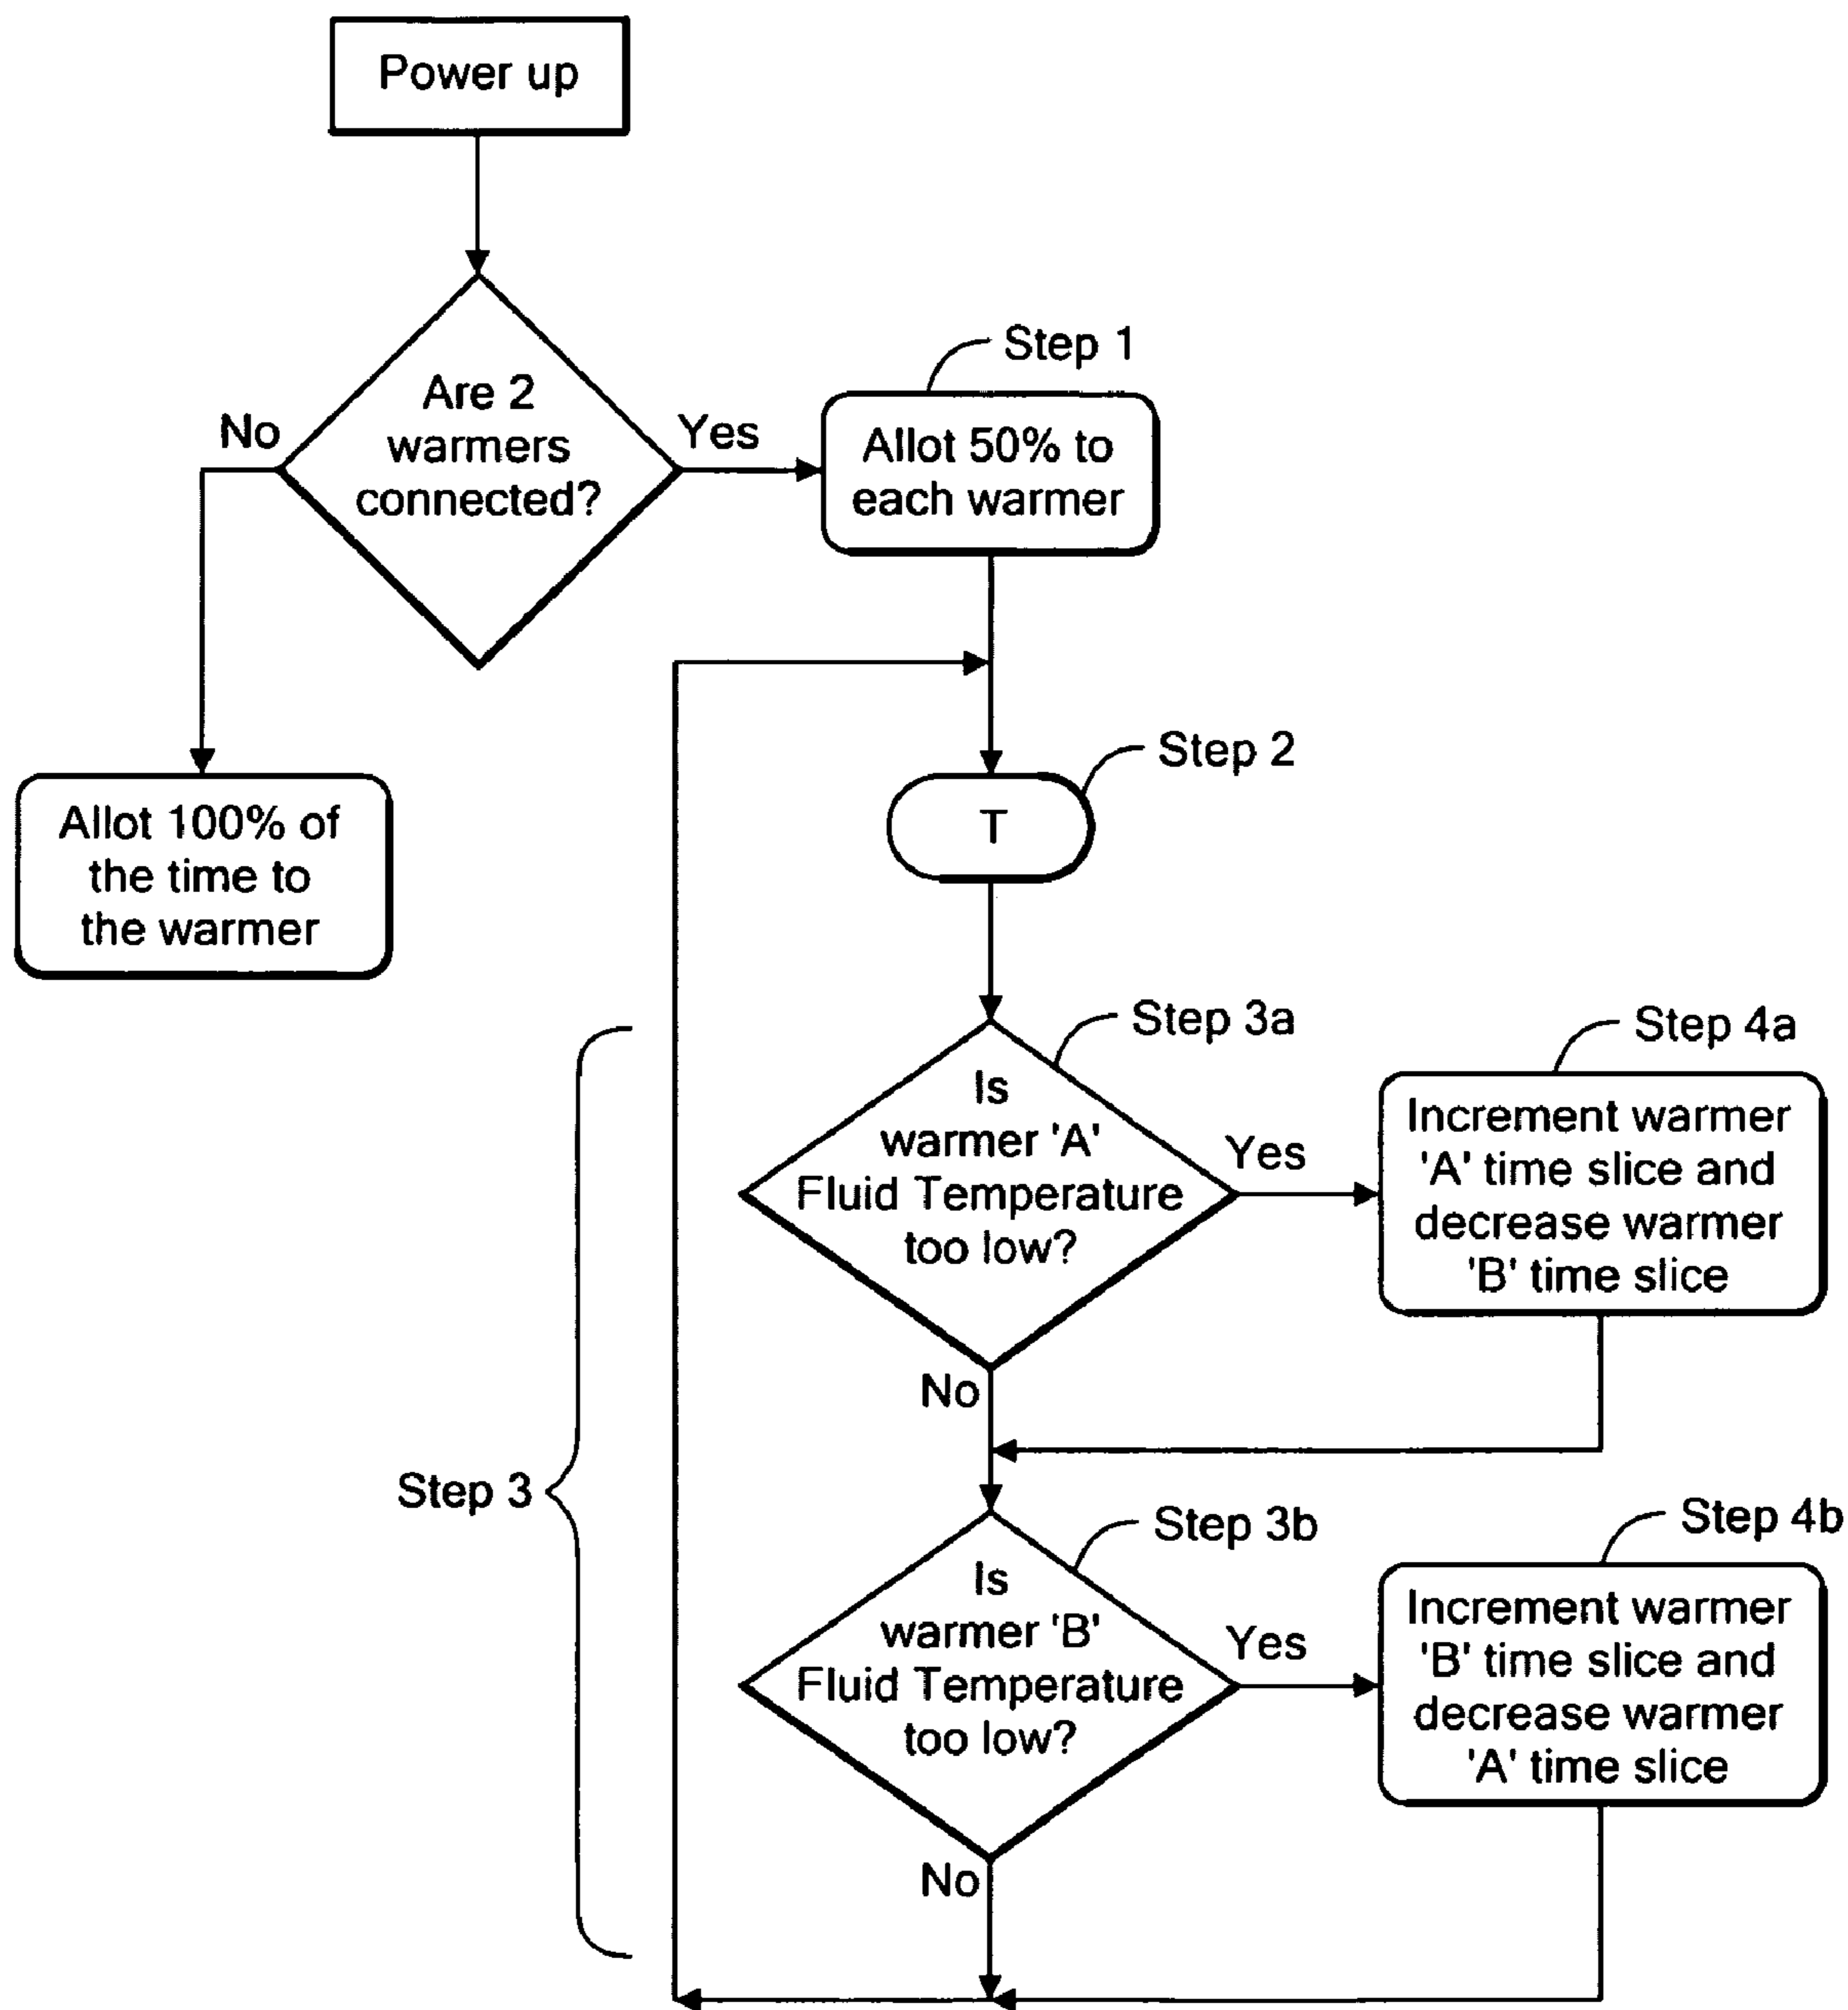 Power up
Are 2
warmers
connected?
No
Yes
Step 1
Allot 50% to
each warmer
Allot 100% of
the time to
the warmer
Step 2
T
Step 3
Step 3a
Is
warmer 'A'
Fluid Temperature
too low?
Yes
No
Step 4a
Increment warmer
'A' time slice and
decrease warmer
'B' time slice
Step 3b
Is
warmer 'B'
Fluid Temperature
too low?
Yes
No
Step 4b
Increment warmer
'B' time slice and
decrease warmer
'A' time slice